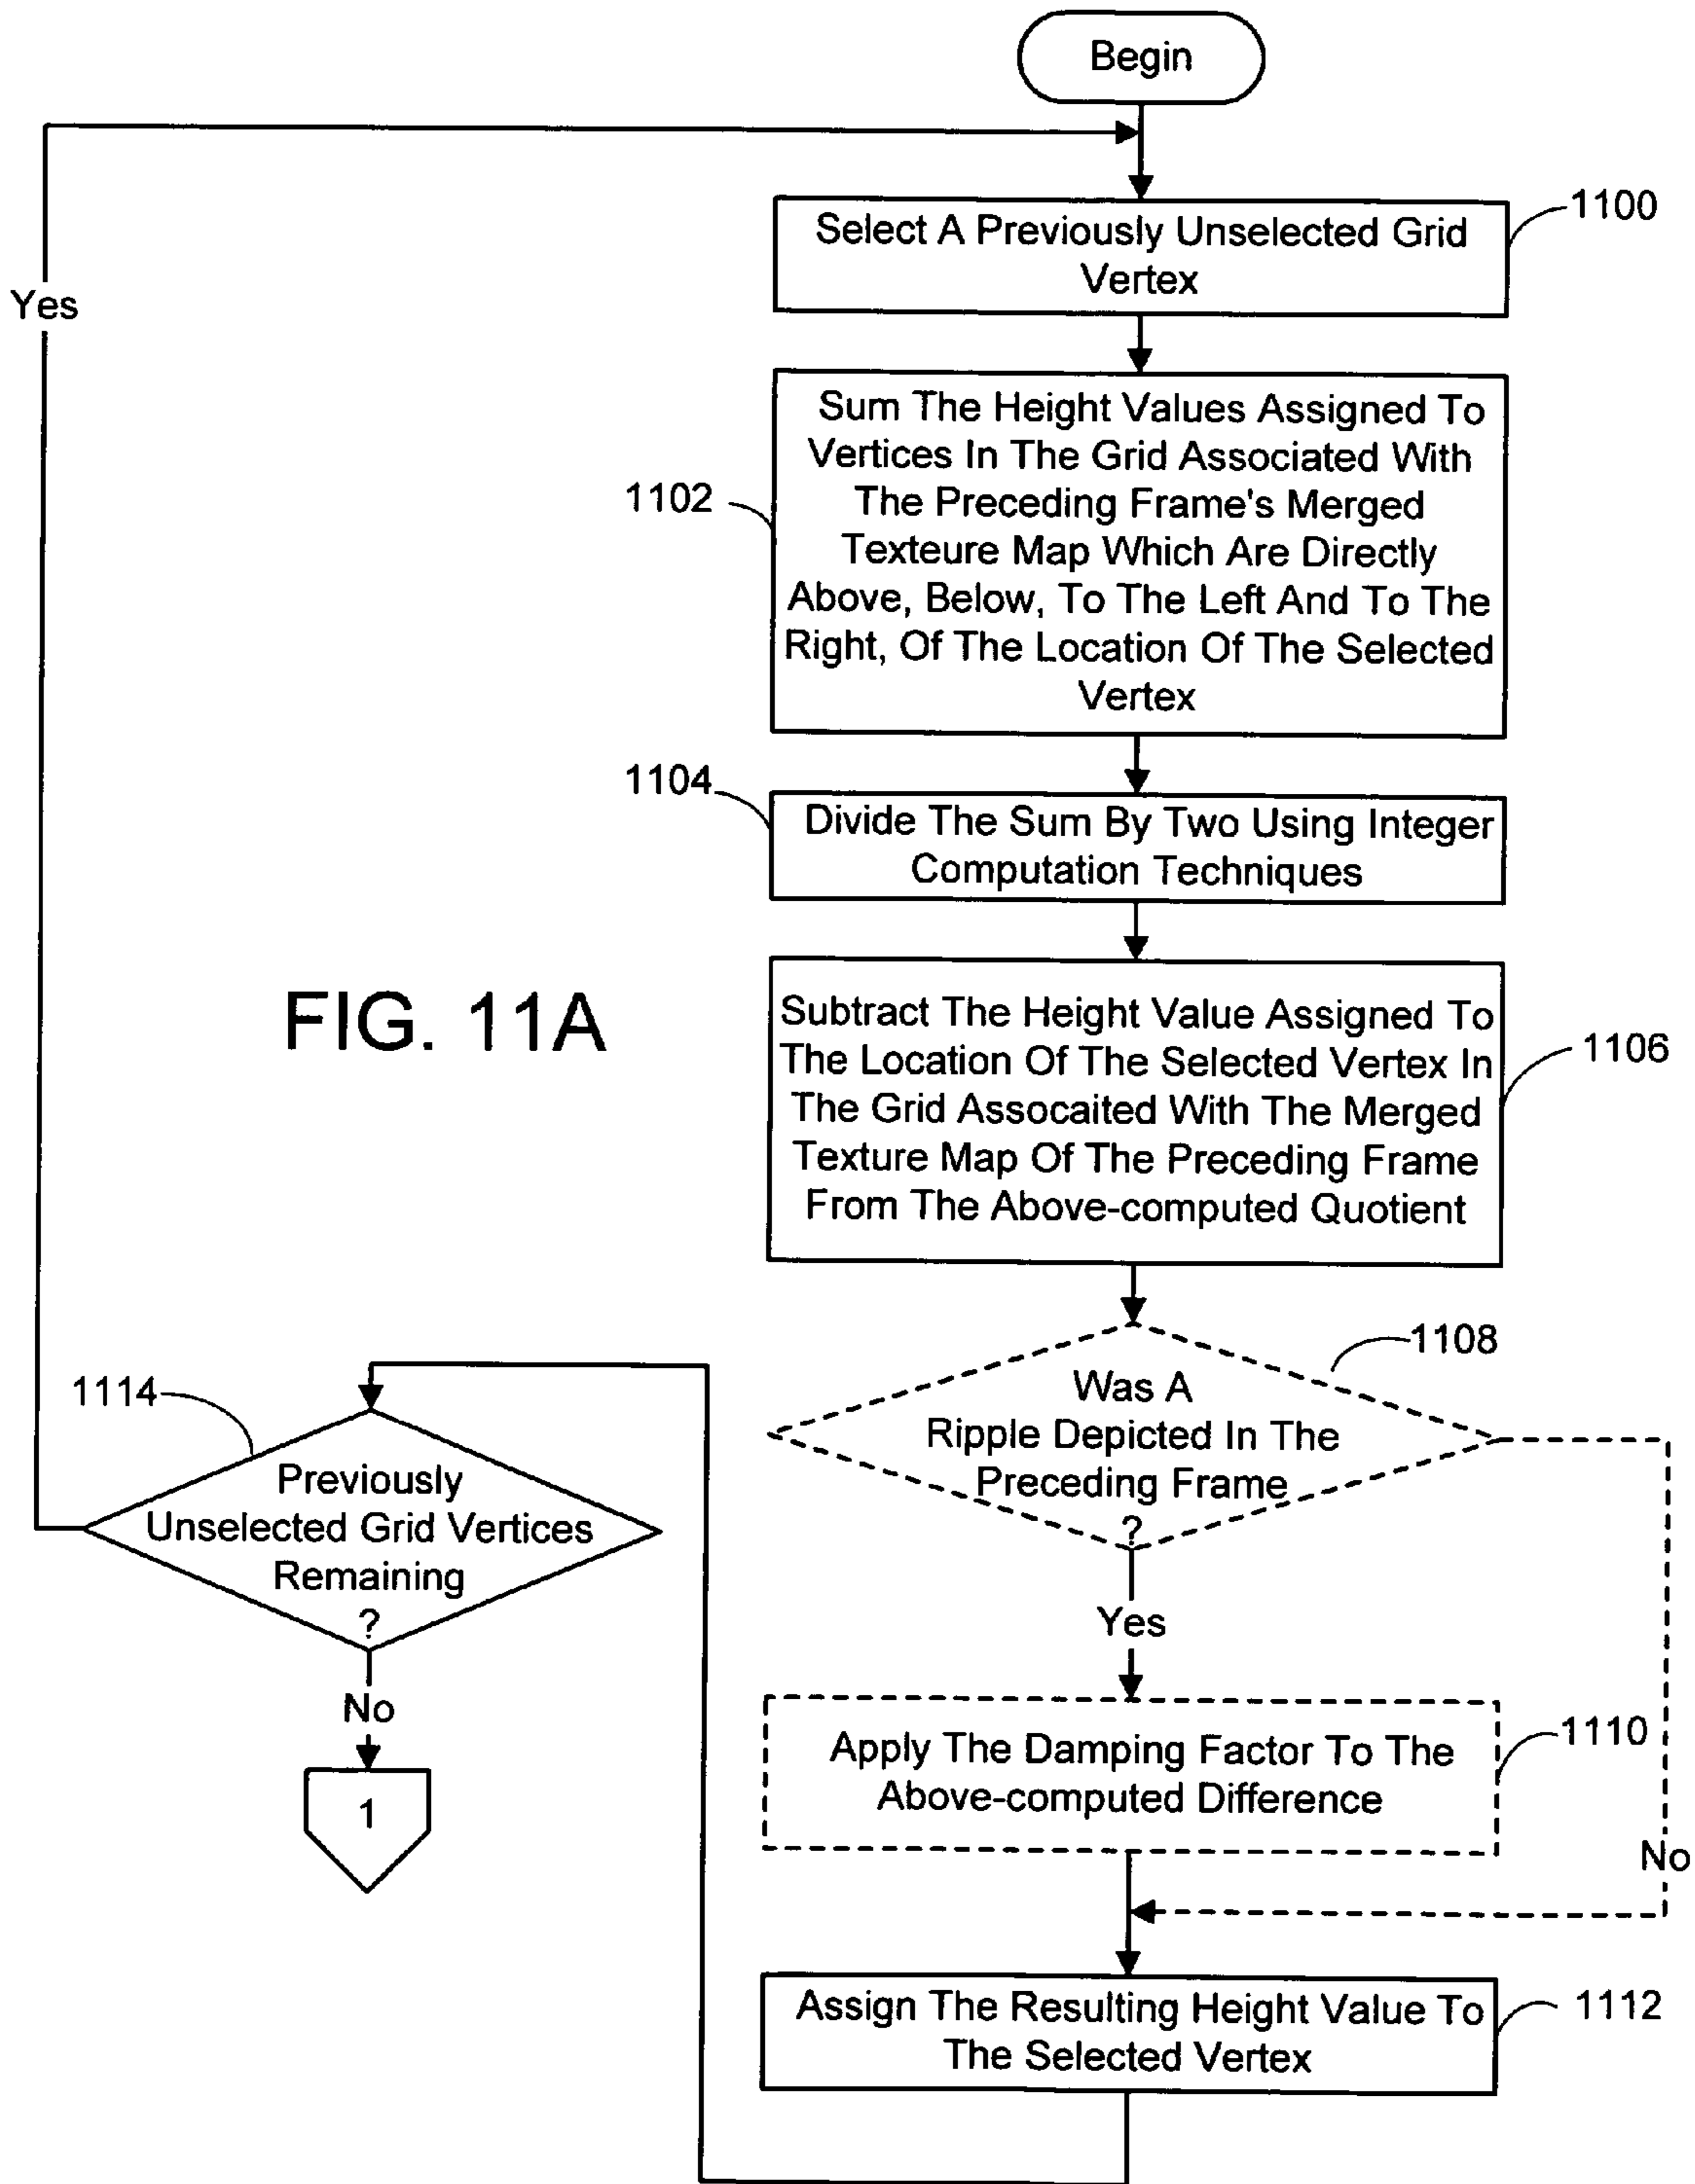 Begin
Yes
1100
Select A Previously Unselected Grid
Vertex
1102
Sum The Height Values Assigned To
Vertices In The Grid Associated With
The Preceding Frame's Merged
Texteure Map Which Are Directly
Above, Below, To The Left And To The
Right, Of The Location Of The Selected
Vertex
1104
Divide The Sum By Two Using Integer
Computation Techniques
FIG. 11A
1106
Subtract The Height Value Assigned To
The Location Of The Selected Vertex In
The Grid Assocaited With The Merged
Texture Map Of The Preceding Frame
From The Above-computed Quotient
1108
Was A
Ripple Depicted In The
Preceding Frame
?
Yes
No
1110
Apply The Damping Factor To The
Above-computed Difference
1112
Assign The Resulting Height Value To
The Selected Vertex
1114
Previously
Unselected Grid Vertices
Remaining
?
No
1